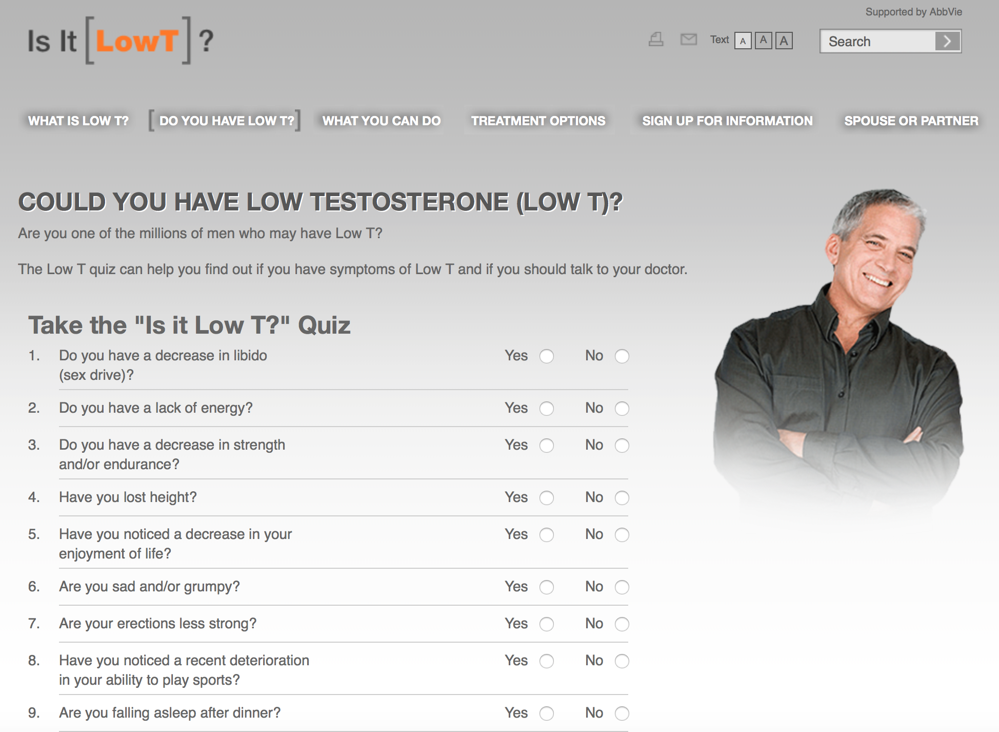 Supported by AbbVie
Is It [LowT]?
Text A A A
Search
WHAT IS LOW T? [DO YOU HAVE LOW T?] WHAT YOU CAN DO TREATMENT OPTIONS SIGN UP FOR INFORMATION SPOUSE OR PARTNER
COULD YOU HAVE LOW TESTOSTERONE (LOW T)?
Are you one of the millions of men who may have Low T?
The Low T quiz can help you find out if you have symptoms of Low T and if you should talk to your doctor.
Take the "Is it Low T?" Quiz
1. Do you have a decrease in libido Yes No
(sex drive)?
2. Do you have a lack of energy? Yes No
3. Do you have a decrease in strength Yes No
and/or endurance?
4. Have you lost height? Yes No
5. Have you noticed a decrease in your Yes No
enjoyment of life?
6. Are you sad and/or grumpy? Yes No
7. Are your erections less strong? Yes No
8. Have you noticed a recent deterioration Yes No
in your ability to play sports?
9. Are you falling asleep after dinner? Yes No